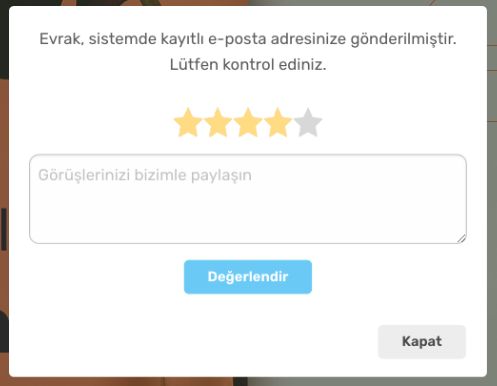 Evrak, sistemde kayıtlı e-posta adresinize gönderilmiştir.
Lütfen kontrol ediniz.
Görüşlerinizi bizimle paylaşın
Değerlendir
Kapat